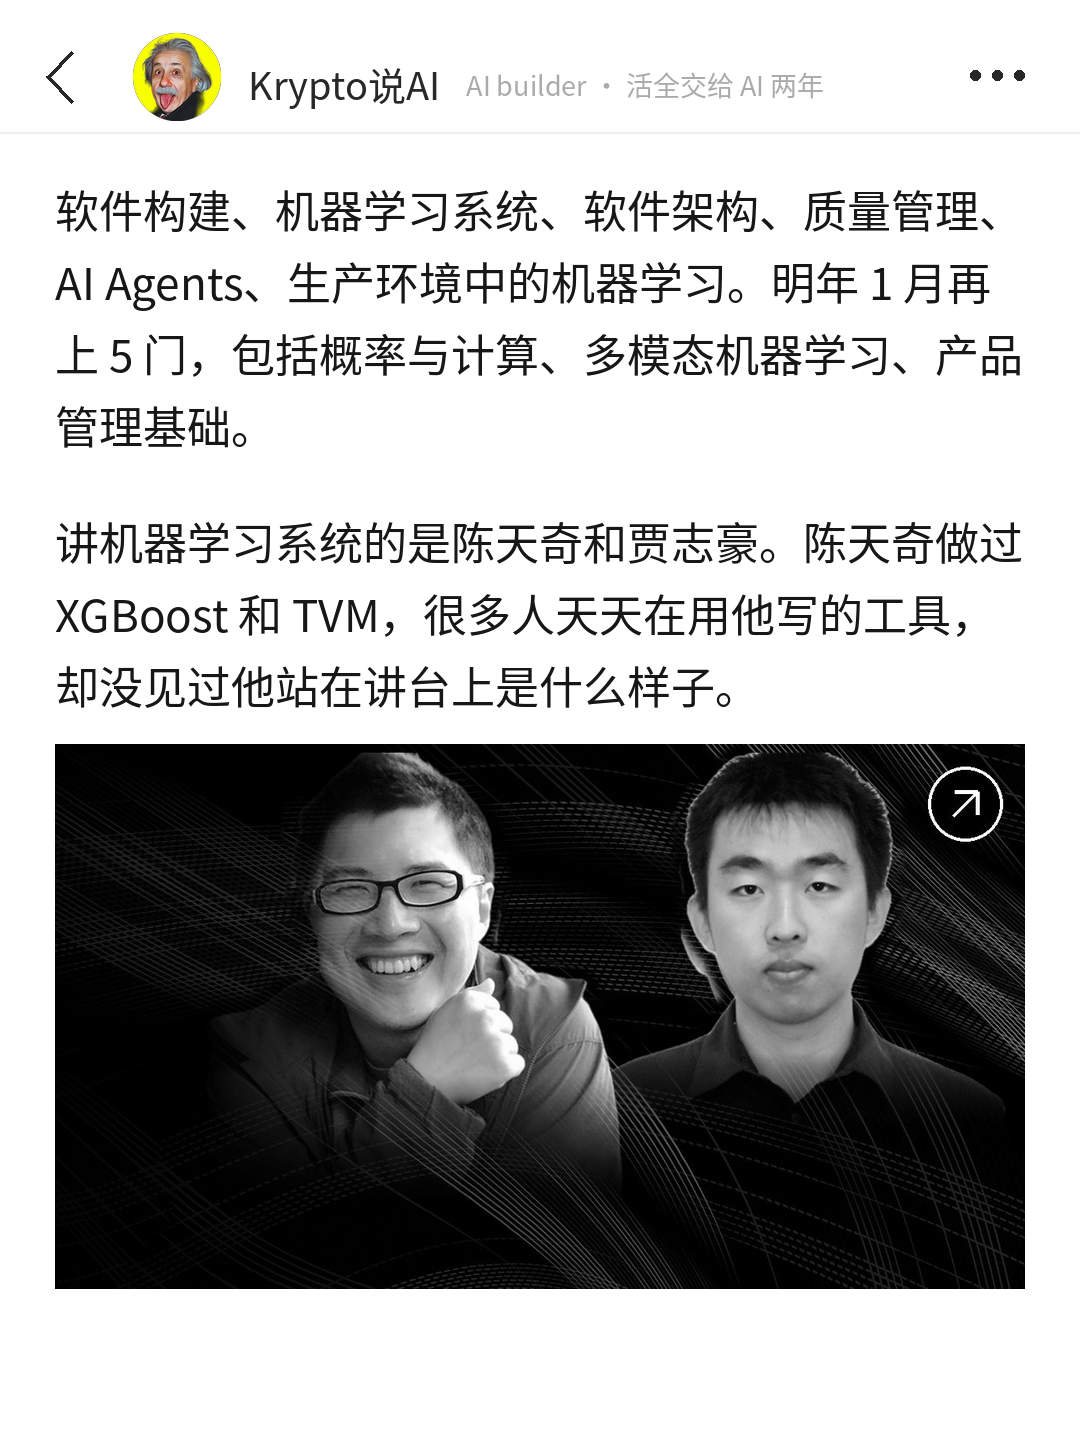 Krypto说AI AI builder · 活全交给 AI 两年
软件构建、机器学习系统、软件架构、质量管理、
AI Agents、生产环境中的机器学习。明年 1 月再
上 5 门，包括概率与计算、多模态机器学习、产品
管理基础。
讲机器学习系统的是陈天奇和贾志豪。陈天奇做过
XGBoost 和 TVM，很多人天天在用他写的工具，
却没见过他站在讲台上是什么样子。